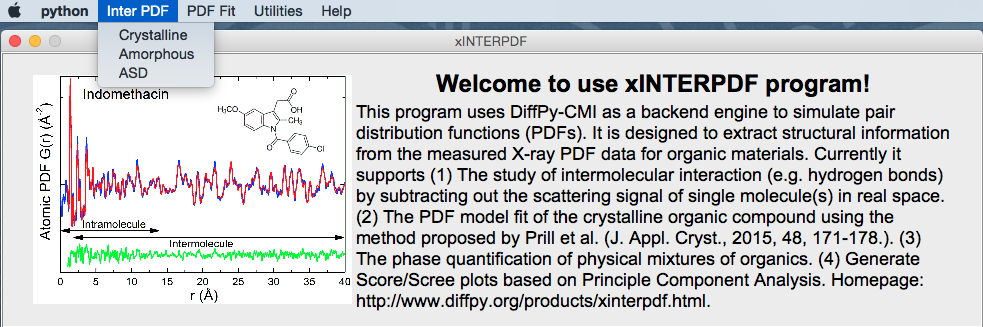 python Inter PDF PDF Fit Utilities Help
Crystalline
Amorphous
ASD
xINTERPDF
Indomethacin
H₃CO
O
OH
CH₃
N
O
Cl
Atomic PDF G(r) (Å⁻²)
Intramolecule
Intermolecule
0 5 10 15 20 25 30 35 40
r (Å)
Welcome to use xINTERPDF program!
This program uses DiffPy-CMI as a backend engine to simulate pair
distribution functions (PDFs). It is designed to extract structural information
from the measured X-ray PDF data for organic materials. Currently it
supports (1) The study of intermolecular interaction (e.g. hydrogen bonds)
by subtracting out the scattering signal of single molecule(s) in real space.
(2) The PDF model fit of the crystalline organic compound using the
method proposed by Prill et al. (J. Appl. Cryst., 2015, 48, 171-178.). (3)
The phase quantification of physical mixtures of organics. (4) Generate
Score/Scree plots based on Principle Component Analysis. Homepage:
http://www.diffpy.org/products/xinterpdf.html.